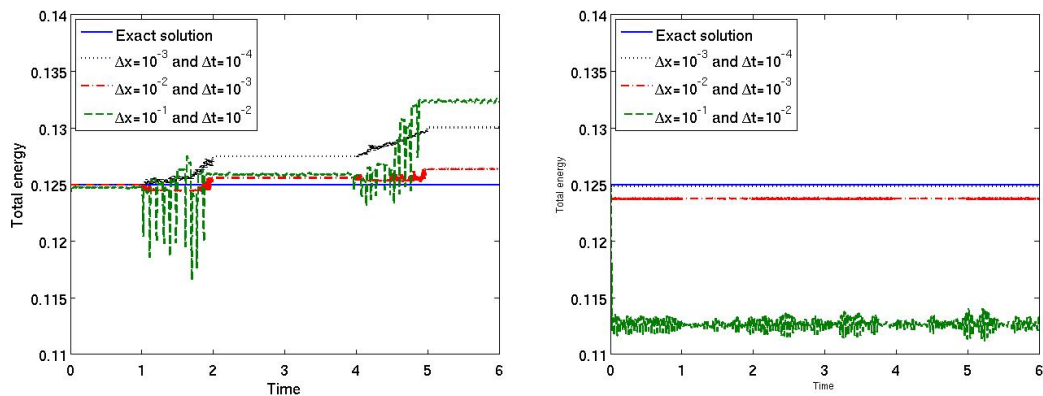 0.14
0.135
0.13
0.125
0.12
0.115
0.11
Total energy
Exact solution
Δx=10⁻³ and Δt=10⁻⁴
Δx=10⁻² and Δt=10⁻³
Δx=10⁻¹ and Δt=10⁻²
0 1 2 3 4 5 6
Time
0.14
0.135
0.13
0.125
0.12
0.115
0.11
Total energy
Exact solution
Δx=10⁻³ and Δt=10⁻⁴
Δx=10⁻² and Δt=10⁻³
Δx=10⁻¹ and Δt=10⁻²
0 1 2 3 4 5 6
Time